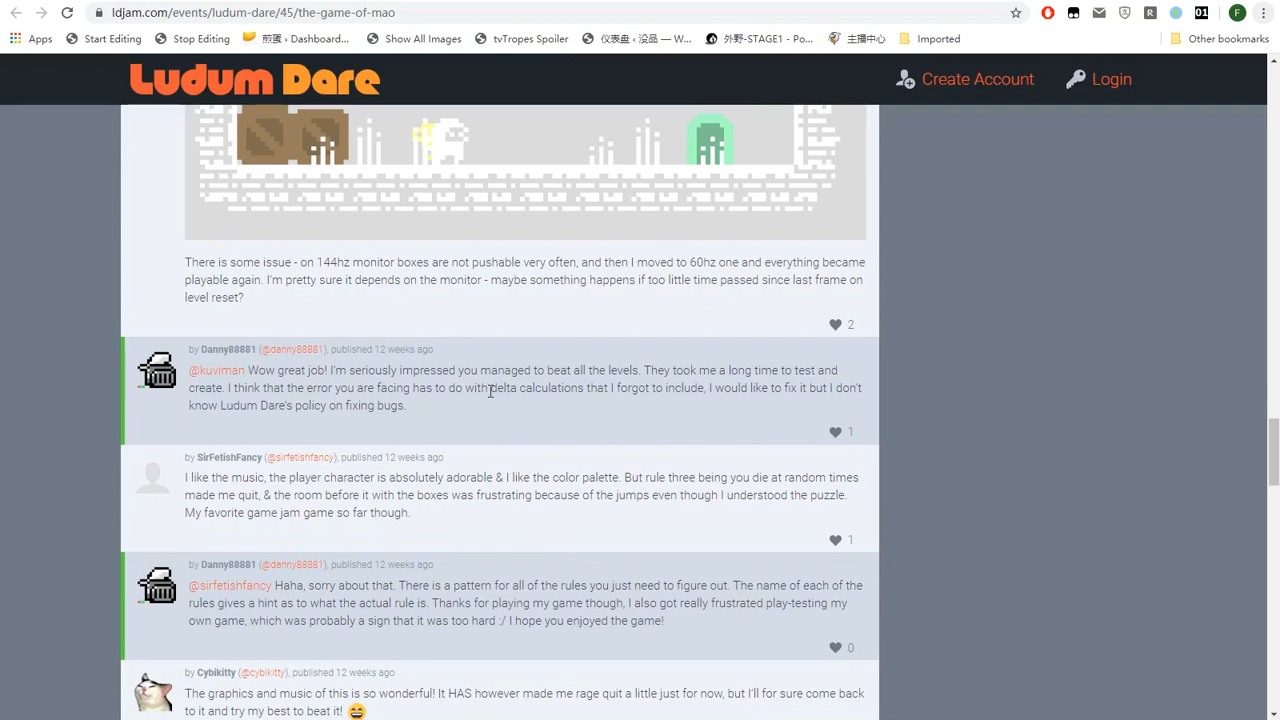 ldjam.com/events/ludum-dare/45/the-game-of-mao
Apps Start Editing Stop Editing 煎蛋 › Dashboard... Show All Images tvTropes Spoiler 仪表盘 ‹ 没品 — W... 外野-STAGE1 - Po... 主播中心 Imported Other bookmarks
Ludum Dare Create Account Login
There is some issue - on 144hz monitor boxes are not pushable very often, and then I moved to 60hz one and everything became
playable again. I'm pretty sure it depends on the monitor - maybe something happens if too little time passed since last frame on
level reset?
2
by Danny88881 (@danny88881), published 12 weeks ago
@kuviman Wow great job! I'm seriously impressed you managed to beat all the levels. They took me a long time to test and
create. I think that the error you are facing has to do with delta calculations that I forgot to include, I would like to fix it but I don't
know Ludum Dare's policy on fixing bugs.
1
by SirFetishFancy (@sirfetishfancy), published 12 weeks ago
I like the music, the player character is absolutely adorable & I like the color palette. But rule three being you die at random times
made me quit, & the room before it with the boxes was frustrating because of the jumps even though I understood the puzzle.
My favorite game jam game so far though.
1
by Danny88881 (@danny88881), published 12 weeks ago
@sirfetishfancy Haha, sorry about that. There is a pattern for all of the rules you just need to figure out. The name of each of the
rules gives a hint as to what the actual rule is. Thanks for playing my game though, I also got really frustrated play-testing my
own game, which was probably a sign that it was too hard :/ I hope you enjoyed the game!
0
by Cybikitty (@cybikitty), published 12 weeks ago
The graphics and music of this is so wonderful! It HAS however made me rage quit a little just for now, but I'll for sure come back
to it and try my best to beat it! 😄